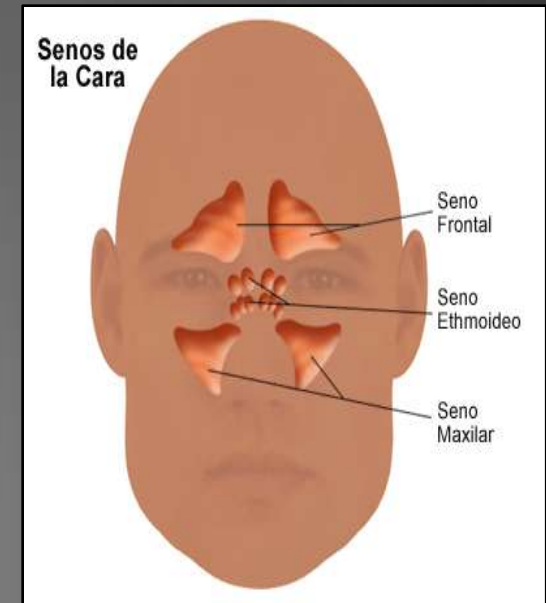 Senos de
la Cara
Seno
Frontal
Seno
Ethmoideo
Seno
Maxilar